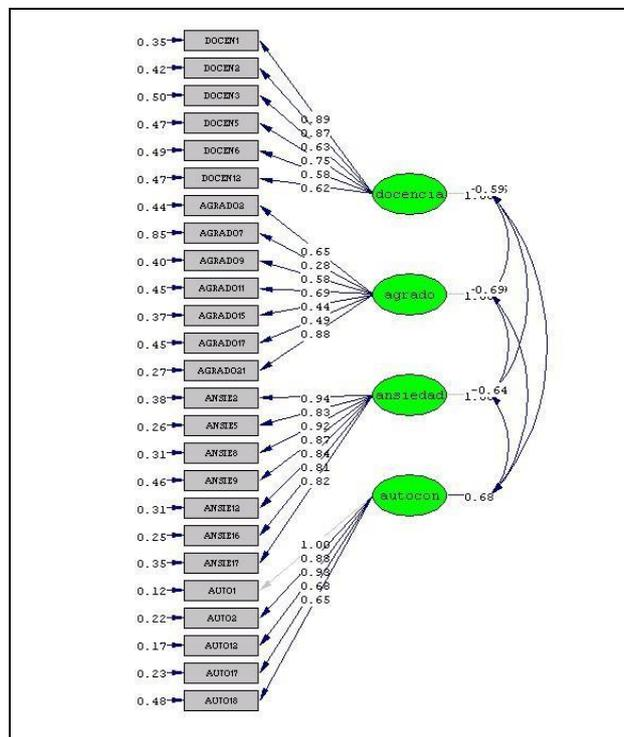 0.35 DOCEN1
0.42 DOCEN2
0.50 DOCEN3
0.47 DOCEN5
0.49 DOCEN6
0.47 DOCEN12
0.44 AGRADO2
0.85 AGRADO7
0.40 AGRADO9
0.45 AGRADO11
0.37 AGRADO15
0.45 AGRADO17
0.27 AGRADO21
0.38 ANSIE2
0.26 ANSIE5
0.31 ANSIE8
0.46 ANSIE9
0.31 ANSIE12
0.25 ANSIE16
0.35 ANSIE17
0.12 AUTO1
0.22 AUTO2
0.17 AUTO12
0.23 AUTO17
0.48 AUTO18
0.89
0.87
0.63
0.75
0.58
0.62
0.65
0.28
0.58
0.69
0.44
0.49
0.88
0.94
0.83
0.92
0.87
0.84
0.81
0.82
1.00
0.88
0.93
0.68
0.65
docencia
agrado
ansiedad
autocon
-0.59
-0.69
-0.64
0.68